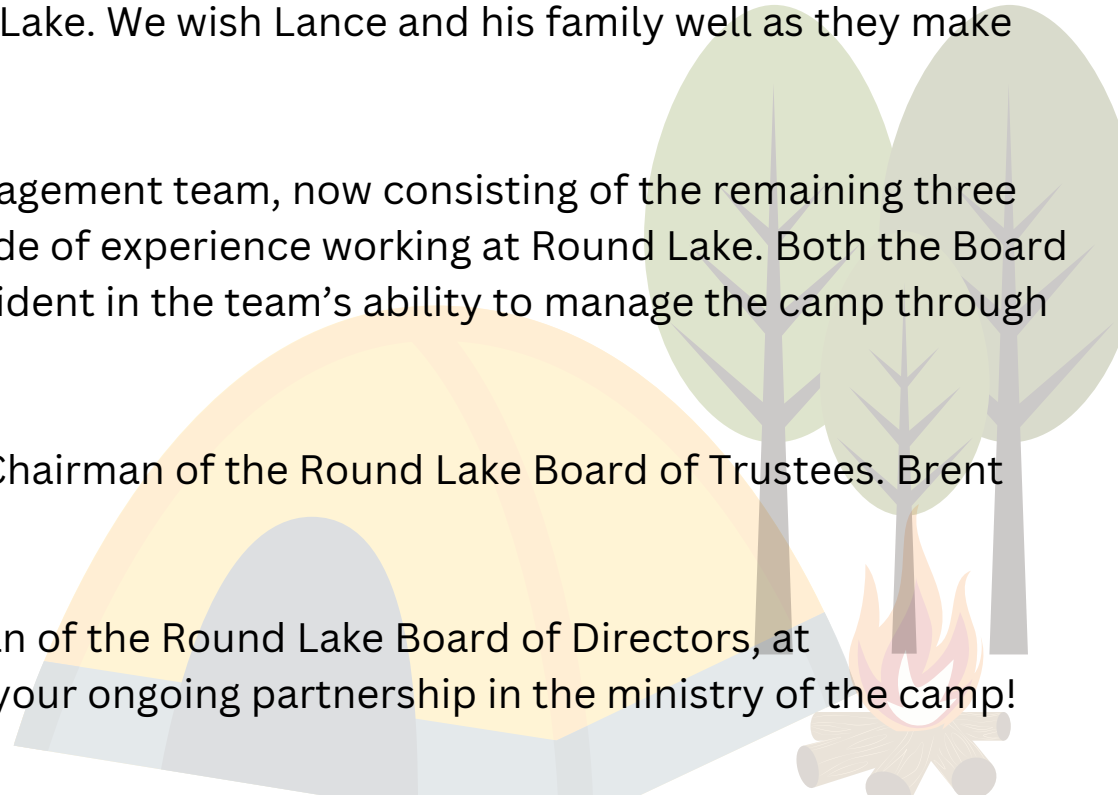 Lake. We wish Lance and his family well as they make
agement team, now consisting of the remaining three
de of experience working at Round Lake. Both the Board
ident in the team’s ability to manage the camp through
Chairman of the Round Lake Board of Trustees. Brent
an of the Round Lake Board of Directors, at
your ongoing partnership in the ministry of the camp!